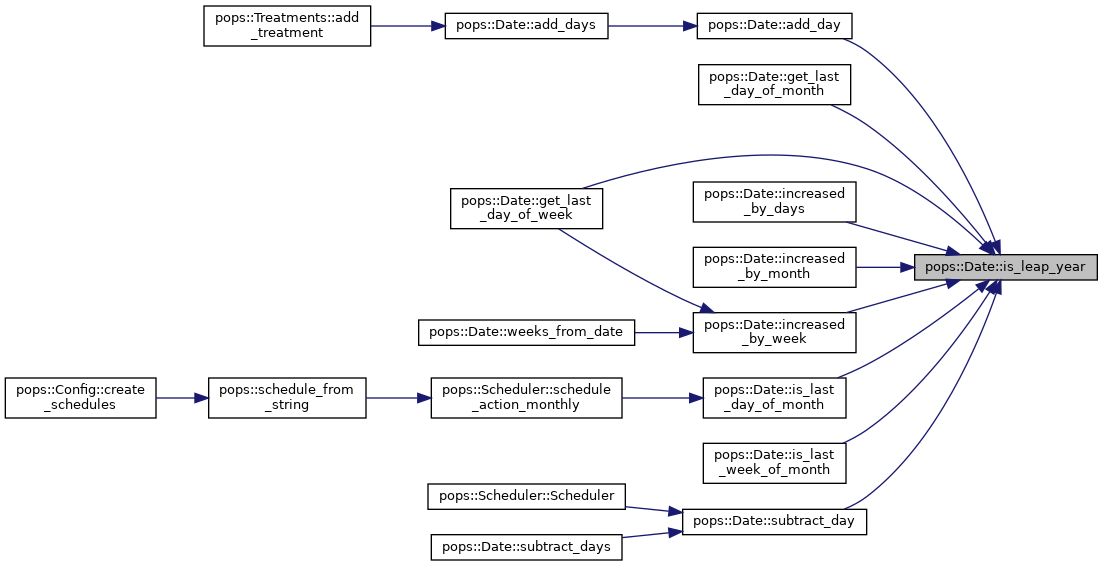 pops::Treatments::add
_treatment
pops::Date::add_days
pops::Date::add_day
pops::Date::get_last
_day_of_month
pops::Date::get_last
_day_of_week
pops::Date::increased
_by_days
pops::Date::increased
_by_month
pops::Date::is_leap_year
pops::Date::weeks_from_date
pops::Date::increased
_by_week
pops::Config::create
_schedules
pops::schedule_from
_string
pops::Scheduler::schedule
_action_monthly
pops::Date::is_last
_day_of_month
pops::Date::is_last
_week_of_month
pops::Scheduler::Scheduler
pops::Date::subtract_day
pops::Date::subtract_days